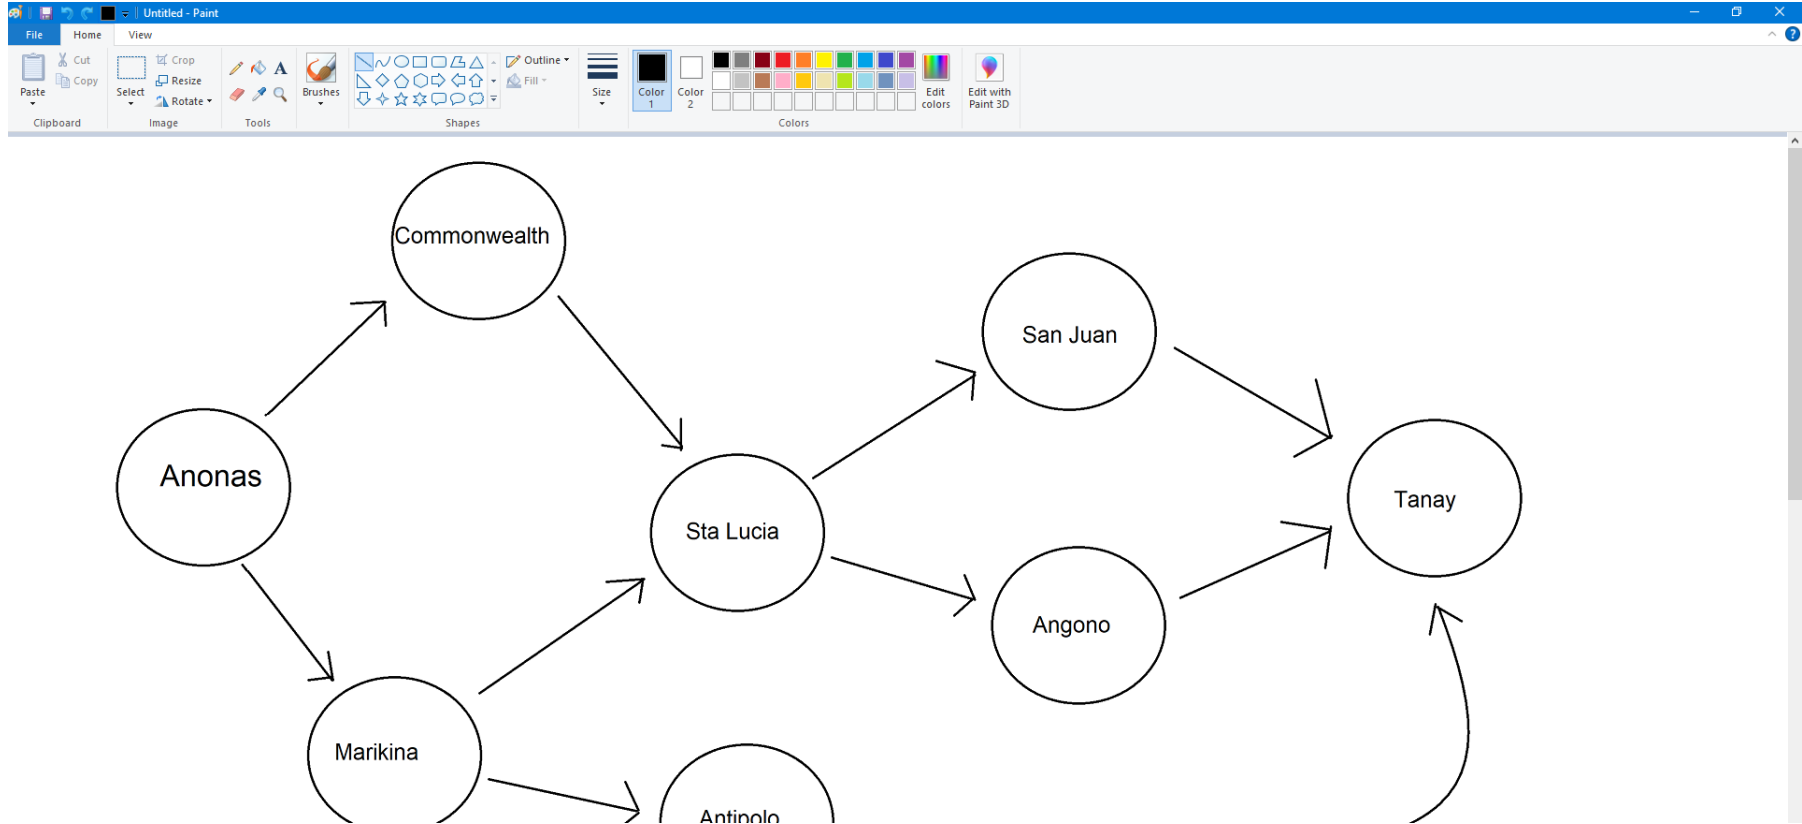 Untitled - Paint
File Home View
Cut
Copy
Paste
Clipboard
Crop
Resize
Rotate
Select
Image
A
Tools
Brushes
Outline
Fill
Shapes
Size
Color 1
Color 2
Edit colors
Colors
Edit with Paint 3D
?
Commonwealth
San Juan
Anonas
Tanay
Sta Lucia
Angono
Marikina
Antipolo